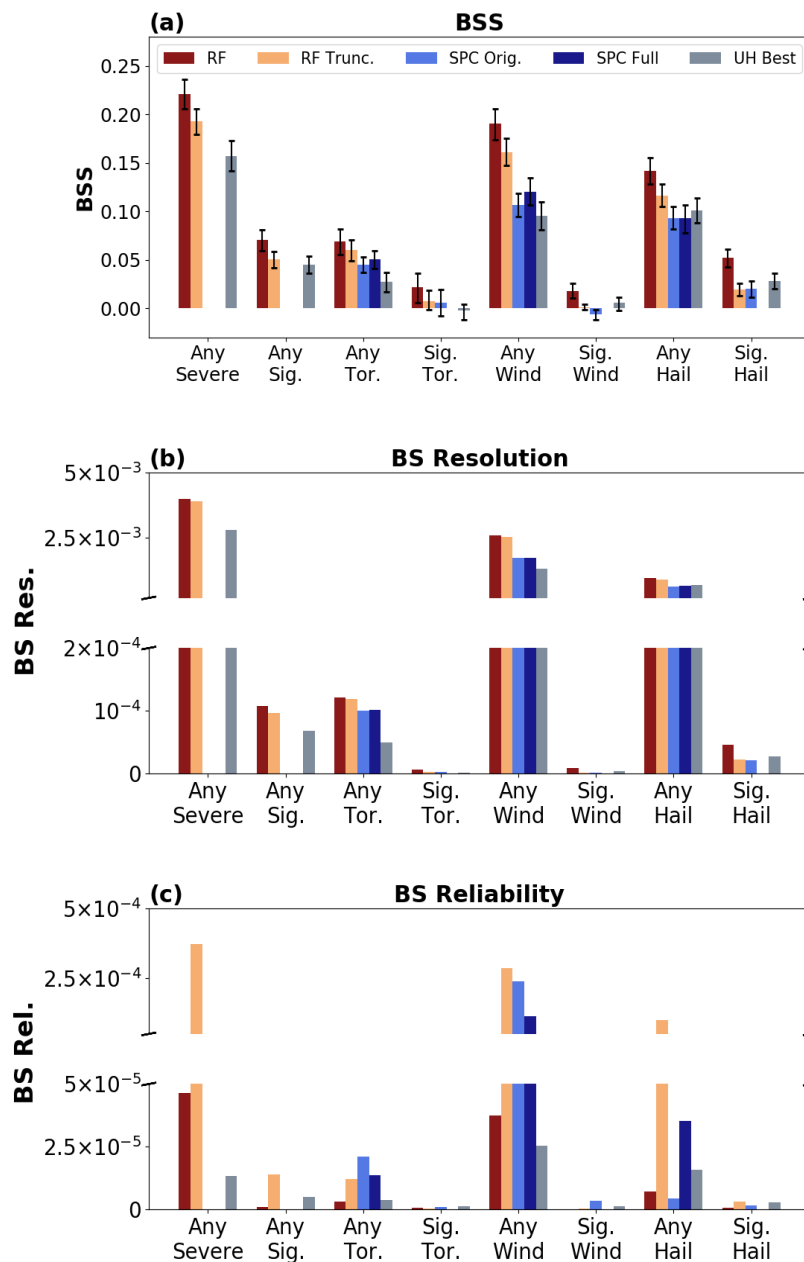 (a) BSS
RF RF Trunc. SPC Orig. SPC Full UH Best
0.25
0.20
0.15
0.10
0.05
0.00
BSS
Any Severe
Any Sig.
Any Tor.
Sig. Tor.
Any Wind
Sig. Wind
Any Hail
Sig. Hail
(b) BS Resolution
5×10⁻³
2.5×10⁻³
2×10⁻⁴
10⁻⁴
0
BS Res.
Any Severe
Any Sig.
Any Tor.
Sig. Tor.
Any Wind
Sig. Wind
Any Hail
Sig. Hail
(c) BS Reliability
5×10⁻⁴
2.5×10⁻⁴
5×10⁻⁵
2.5×10⁻⁵
0
BS Rel.
Any Severe
Any Sig.
Any Tor.
Sig. Tor.
Any Wind
Sig. Wind
Any Hail
Sig. Hail